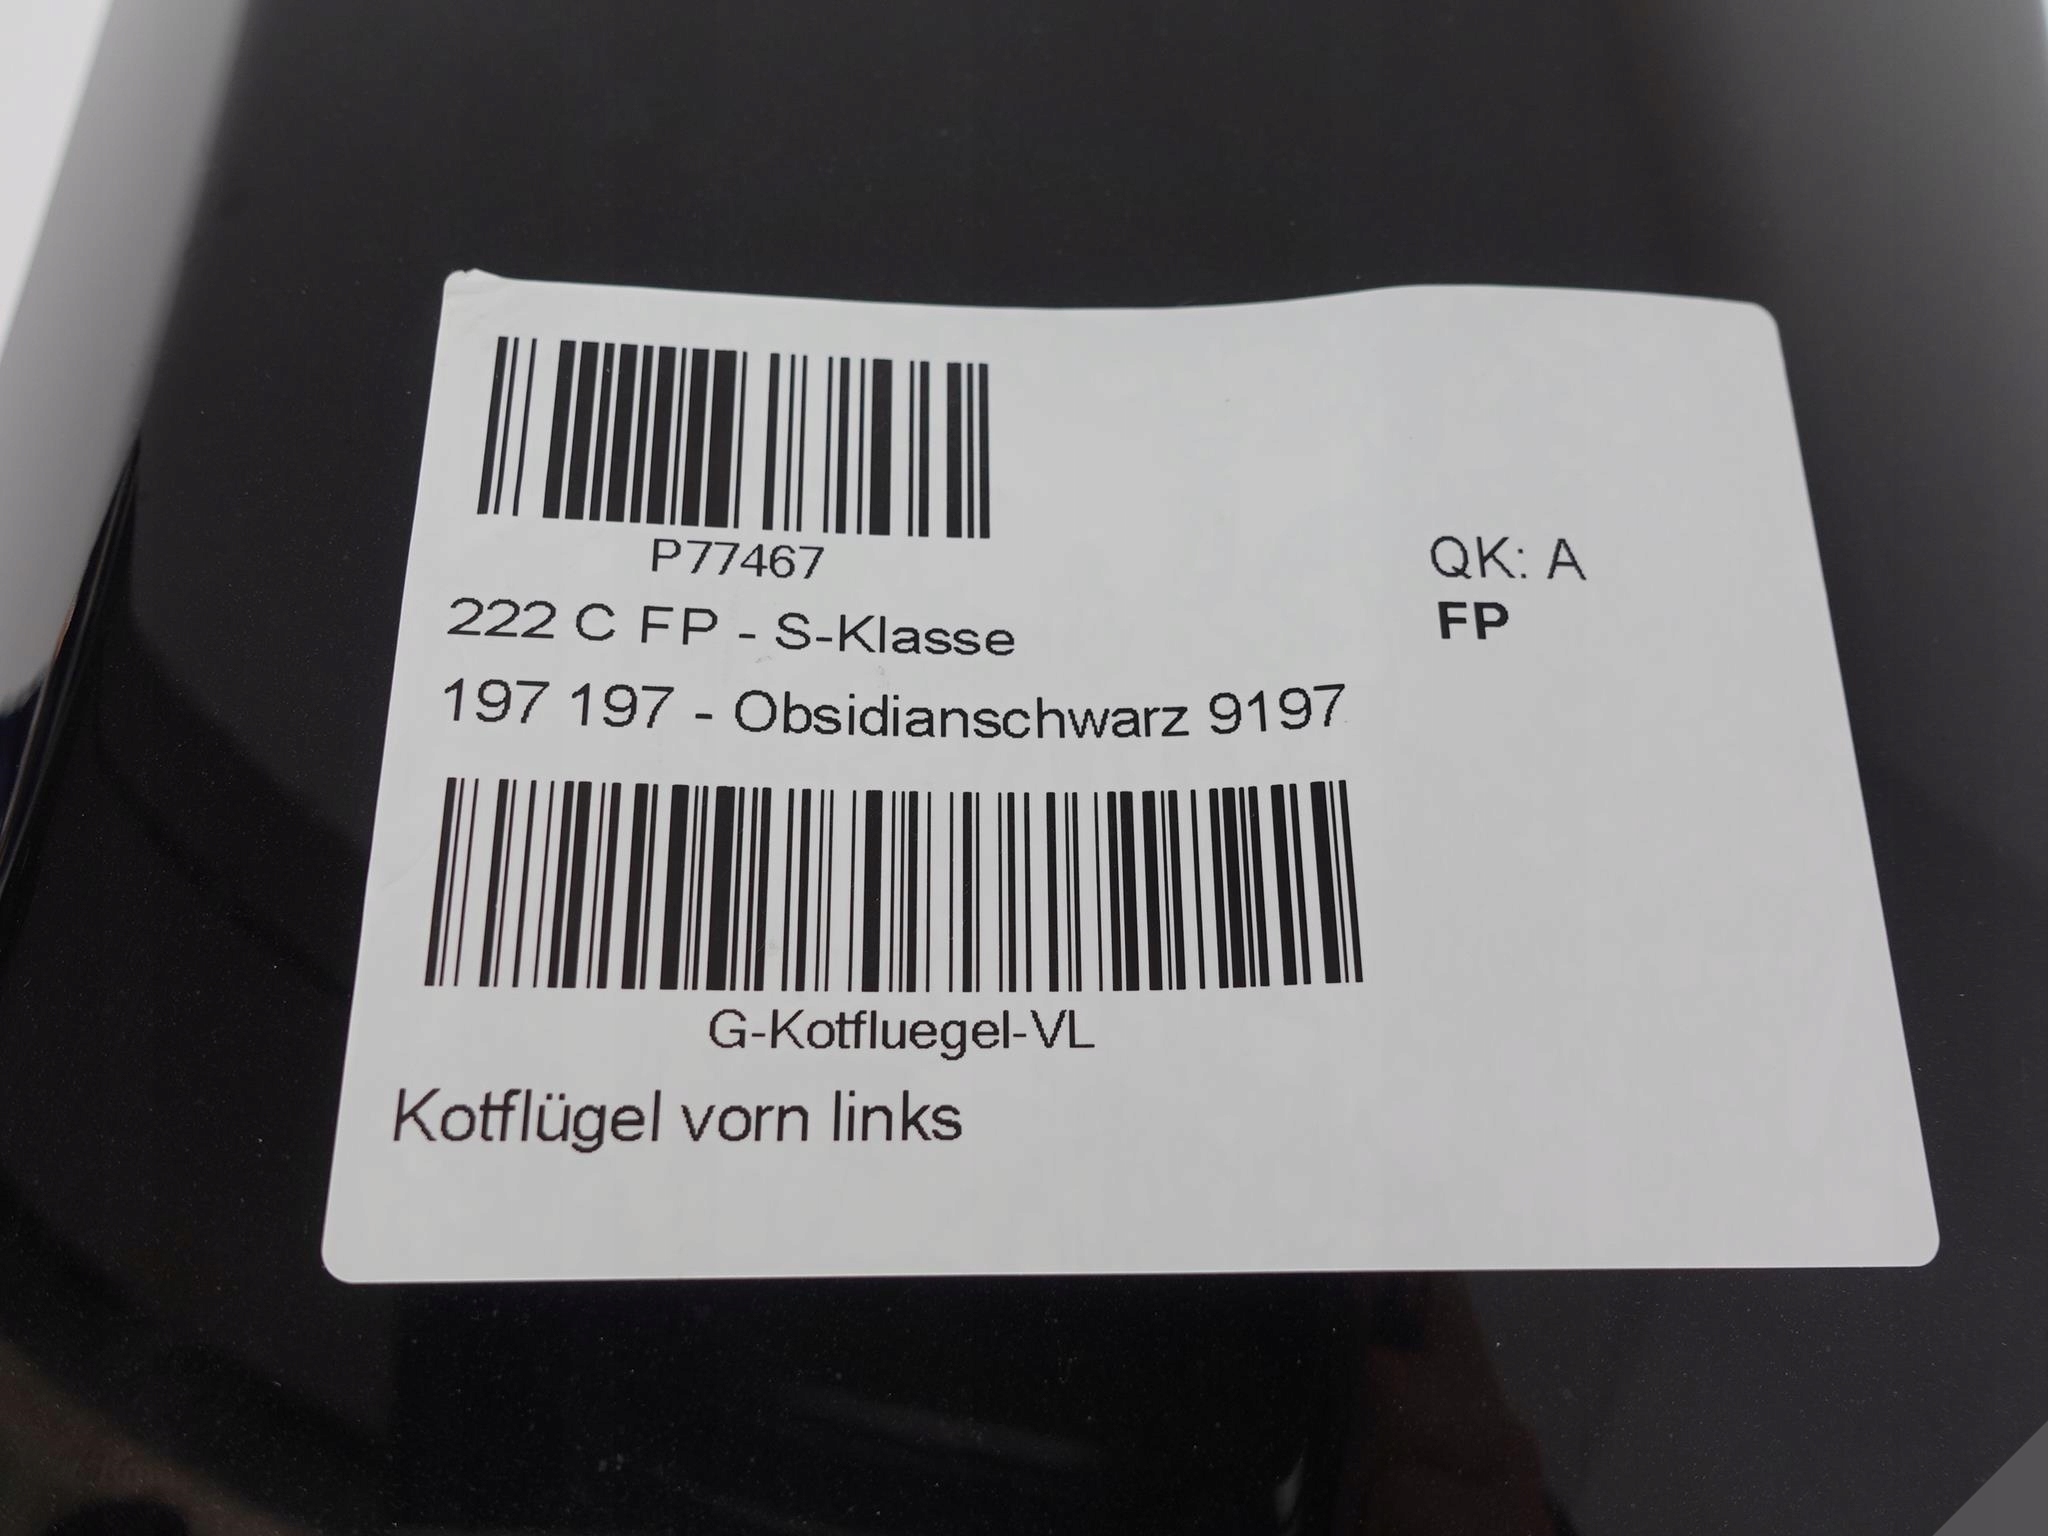 P77467
222 C FP - S-Klasse
197 197 - Obsidianschwarz 9197
QK: A
FP
G-Kotfluegel-VL
Kotflügel vorn links